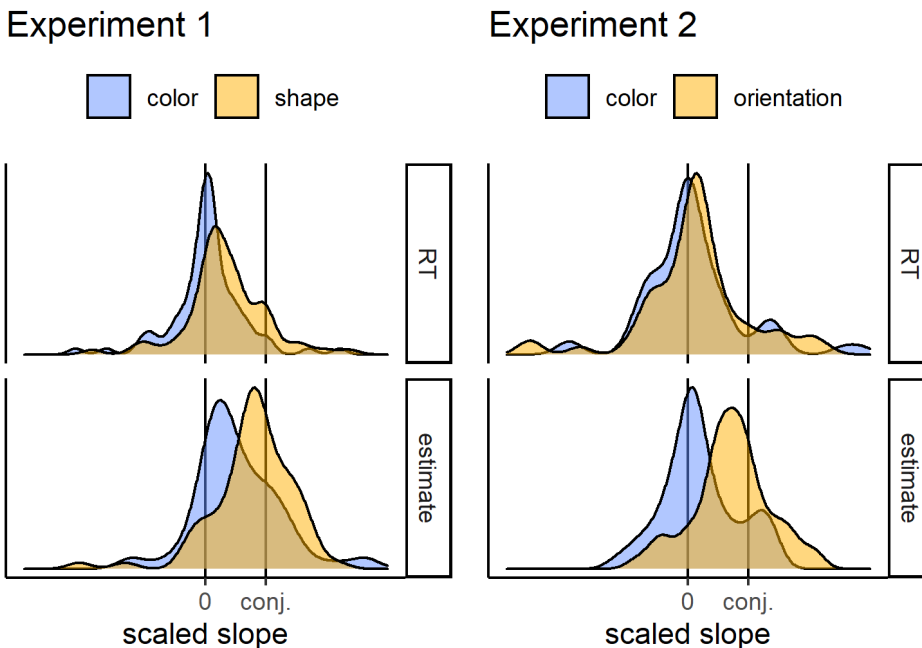 Experiment 1
color shape
RT
estimate
0 conj.
scaled slope
Experiment 2
color orientation
RT
estimate
0 conj.
scaled slope